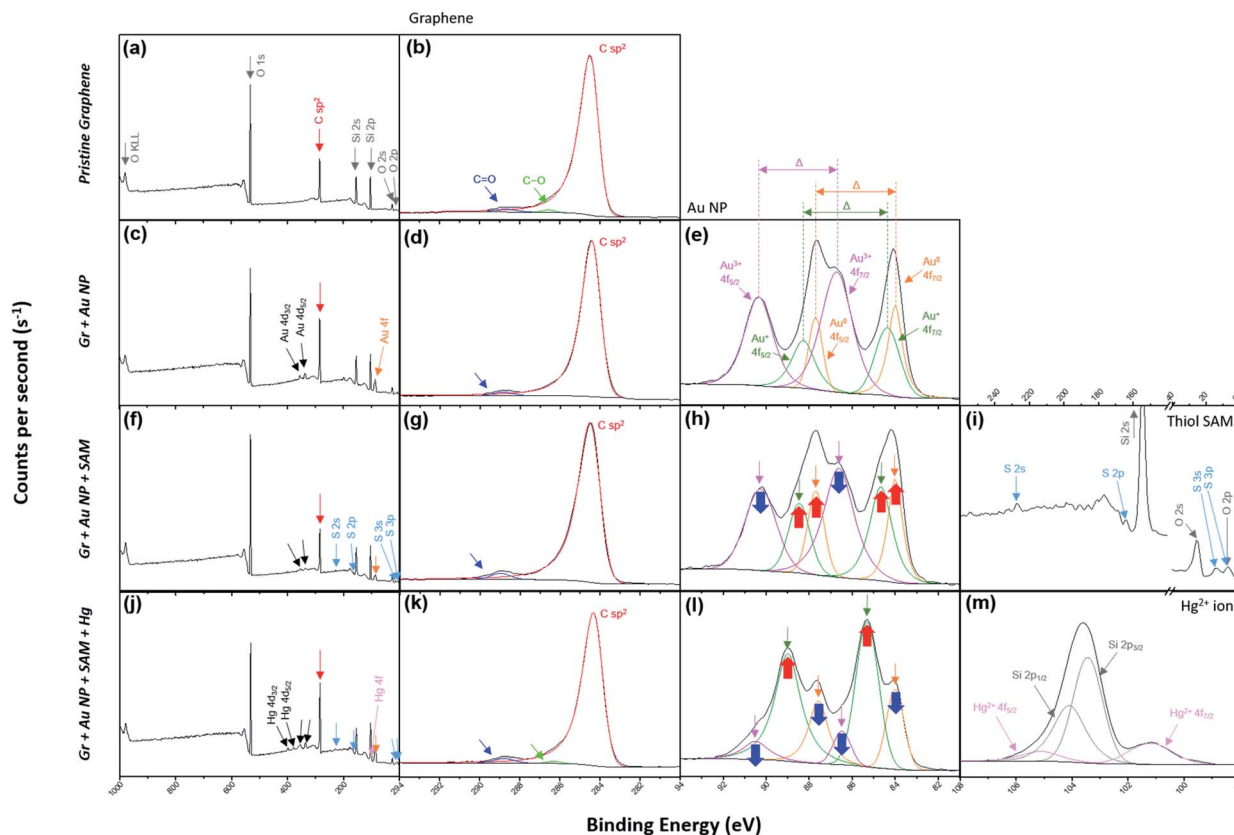 Graphene
Counts per second (s⁻¹)
Pristine Graphene
(a)
O KLL
O 1s
C sp²
Si 2s
Si 2p
O 2s
O 2p
(b)
C=O
C−O
C sp²
Gr + Au NP
(c)
Au 4d3/2
Au 4d5/2
Au 4f
(d)
C sp²
Au NP
Δ
Δ
Δ
(e)
Au³⁺
4f5/2
Au³⁺
4f7/2
Au⁰
4f7/2
Au⁺
4f5/2
Au⁰
4f5/2
Au⁺
4f7/2
Gr + Au NP + SAM
(f)
S 2s
S 2p
S 3s
S 3p
(g)
C sp²
(h)
240 220 200 180 160 40 20 0
(i)
Thiol SAM
S 2s
S 2p
Si 2s
O 2s
S 3s
S 3p
O 2p
Gr + Au NP + SAM + Hg
(j)
Hg 4d3/2
Hg 4d5/2
Hg 4f
(k)
C sp²
(l)
(m)
Hg²⁺ ion
Si 2p3/2
Si 2p1/2
Hg²⁺ 4f5/2
Hg²⁺ 4f7/2
1000 800 600 400 200
292 290 288 286 284
94 92 90 88 86 84 82
108 106 104 102 100 98
Binding Energy (eV)